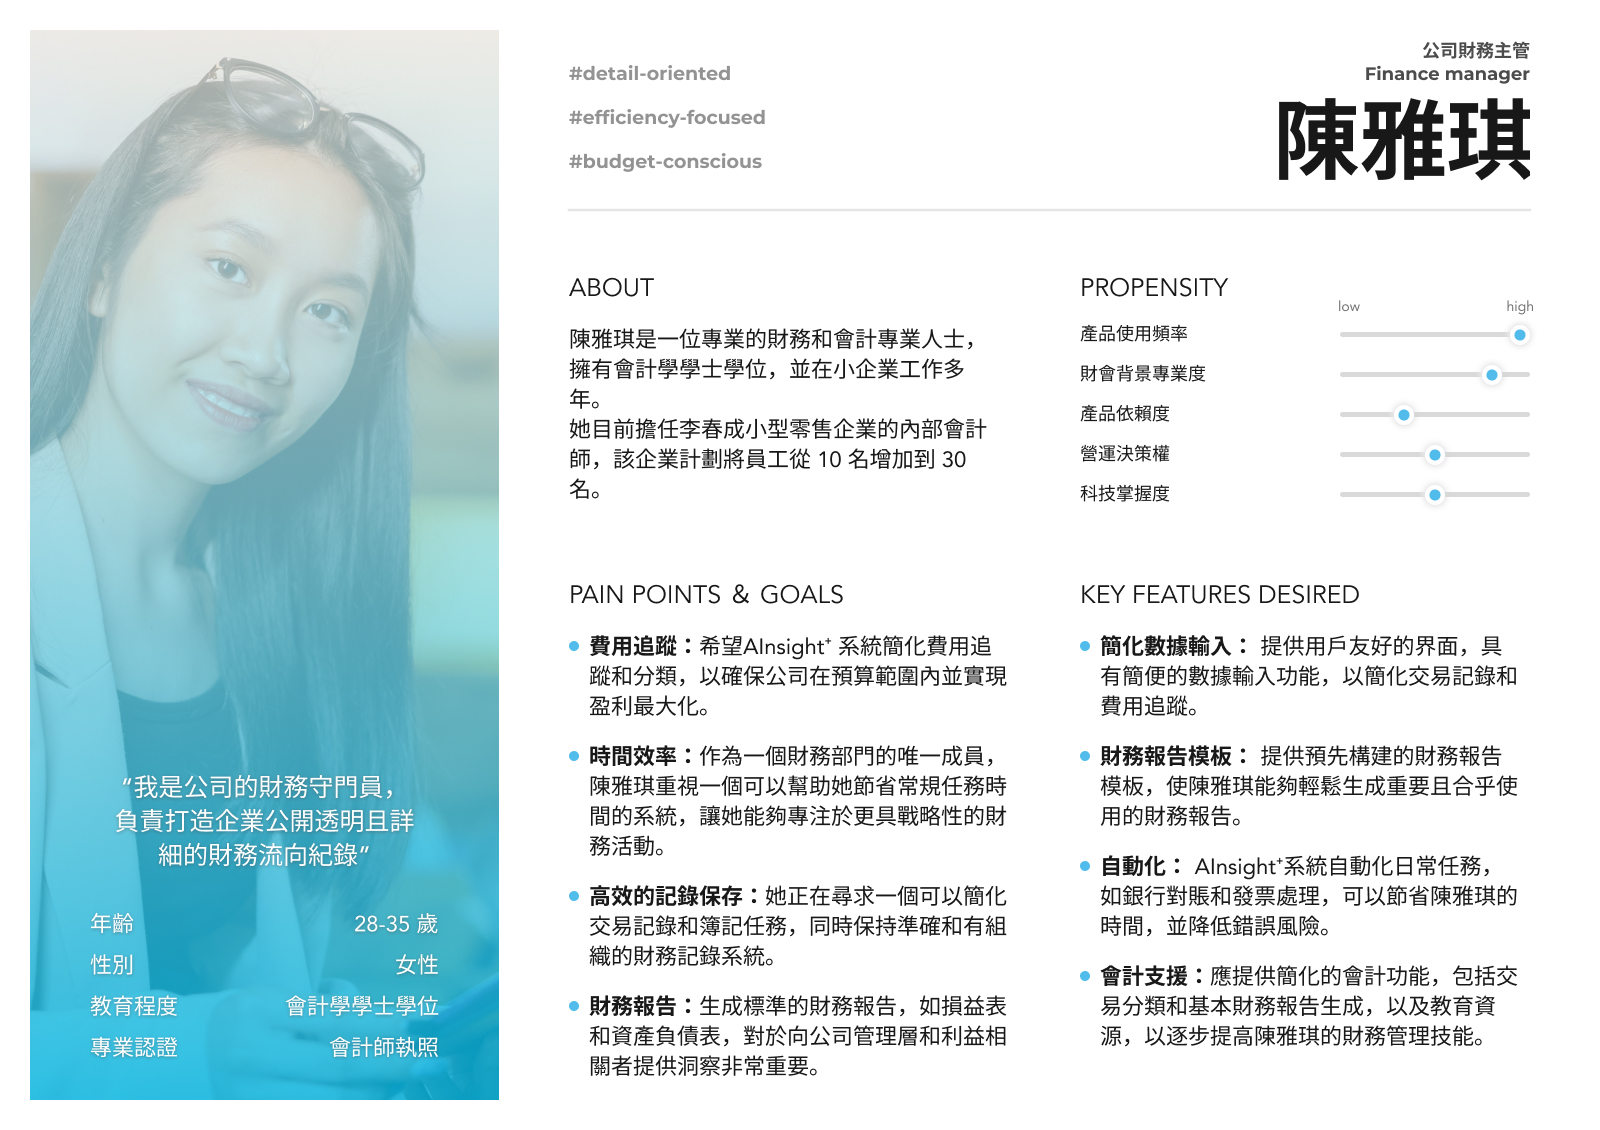 #detail-oriented
#efficiency-focused
#budget-conscious
公司財務主管
Finance manager
陳雅琪
“我是公司的財務守門員，
負責打造企業公開透明且詳
細的財務流向紀錄”
年齡 28-35 歲
性別 女性
教育程度 會計學學士學位
專業認證 會計師執照
ABOUT
陳雅琪是一位專業的財務和會計專業人士，
擁有會計學學士學位，並在小企業工作多
年。
她目前擔任李春成小型零售企業的內部會計
師，該企業計劃將員工從 10 名增加到 30
名。
PROPENSITY
low high
產品使用頻率
財會背景專業度
產品依賴度
營運決策權
科技掌握度
PAIN POINTS & GOALS
費用追蹤：希望AInsight⁺ 系統簡化費用追
蹤和分類，以確保公司在預算範圍內並實現
盈利最大化。
時間效率：作為一個財務部門的唯一成員，
陳雅琪重視一個可以幫助她節省常規任務時
間的系統，讓她能夠專注於更具戰略性的財
務活動。
高效的記錄保存：她正在尋求一個可以簡化
交易記錄和簿記任務，同時保持準確和有組
織的財務記錄系統。
財務報告：生成標準的財務報告，如損益表
和資產負債表，對於向公司管理層和利益相
關者提供洞察非常重要。
KEY FEATURES DESIRED
簡化數據輸入： 提供用戶友好的界面，具
有簡便的數據輸入功能，以簡化交易記錄和
費用追蹤。
財務報告模板： 提供預先構建的財務報告
模板，使陳雅琪能夠輕鬆生成重要且合乎使
用的財務報告。
自動化： AInsight⁺系統自動化日常任務，
如銀行對賬和發票處理，可以節省陳雅琪的
時間，並降低錯誤風險。
會計支援：應提供簡化的會計功能，包括交
易分類和基本財務報告生成，以及教育資
源，以逐步提高陳雅琪的財務管理技能。